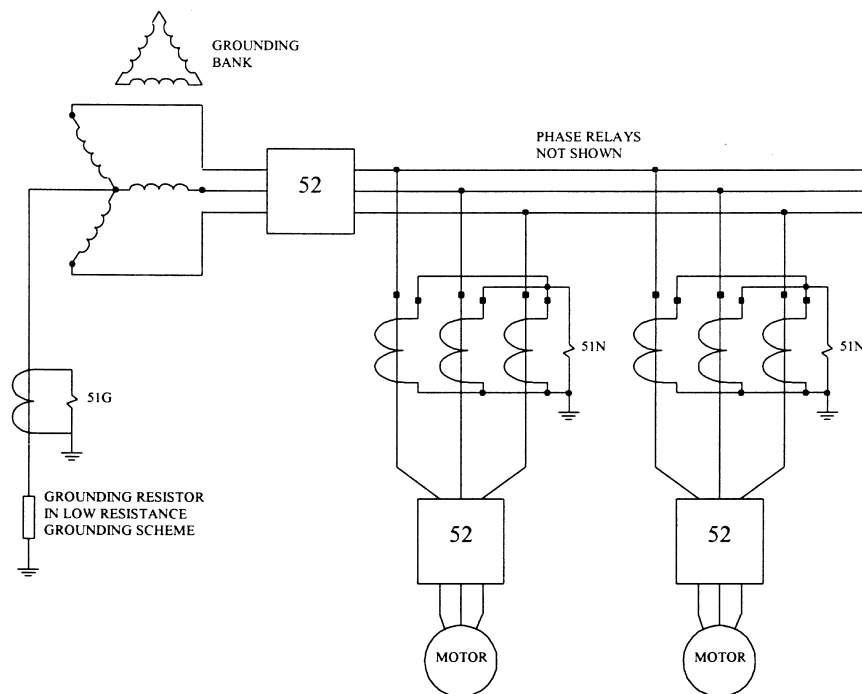 GROUNDING
BANK
PHASE RELAYS
NOT SHOWN
52
51N
51N
51G
GROUNDING RESISTOR
IN LOW RESISTANCE
GROUNDING SCHEME
52
52
MOTOR
MOTOR